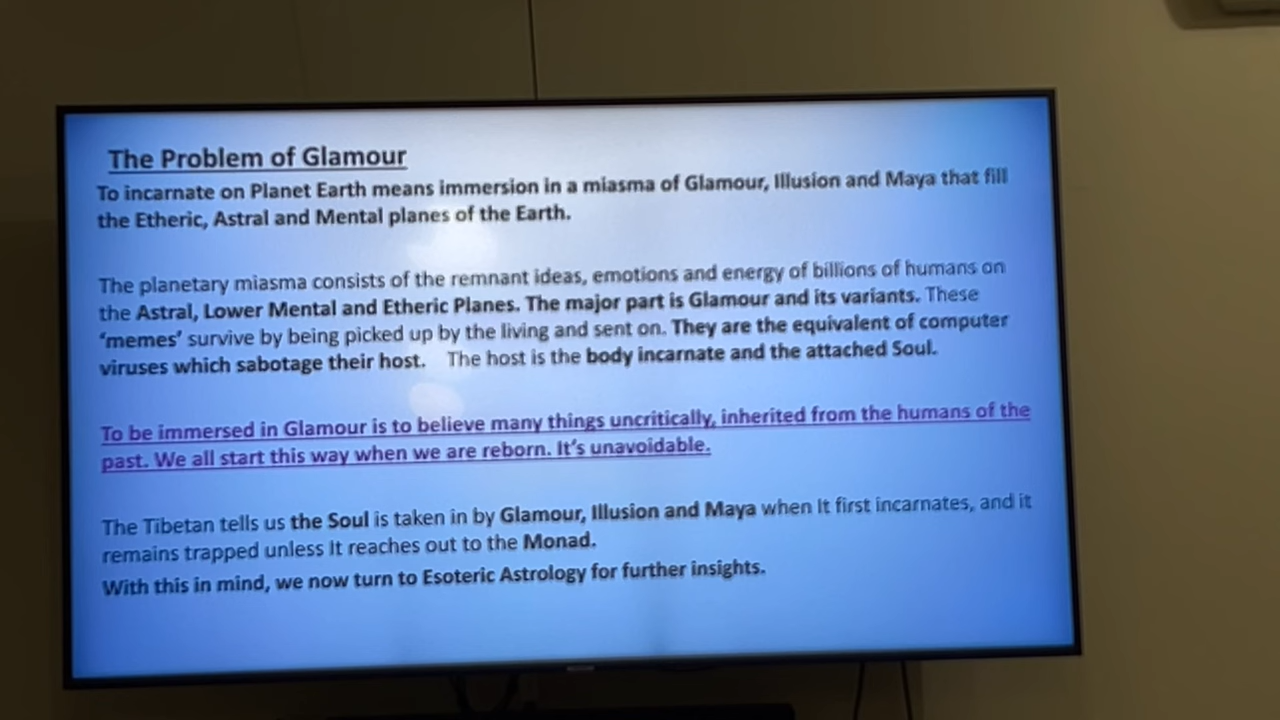 The Problem of Glamour
To incarnate on Planet Earth means immersion in a miasma of Glamour, Illusion and Maya that fill
the Etheric, Astral and Mental planes of the Earth.
The planetary miasma consists of the remnant ideas, emotions and energy of billions of humans on
the Astral, Lower Mental and Etheric Planes. The major part is Glamour and its variants. These
‘memes’ survive by being picked up by the living and sent on. They are the equivalent of computer
viruses which sabotage their host. The host is the body incarnate and the attached Soul.
To be immersed in Glamour is to believe many things uncritically, inherited from the humans of the
past. We all start this way when we are reborn. It’s unavoidable.
The Tibetan tells us the Soul is taken in by Glamour, Illusion and Maya when It first incarnates, and it
remains trapped unless It reaches out to the Monad.
With this in mind, we now turn to Esoteric Astrology for further insights.